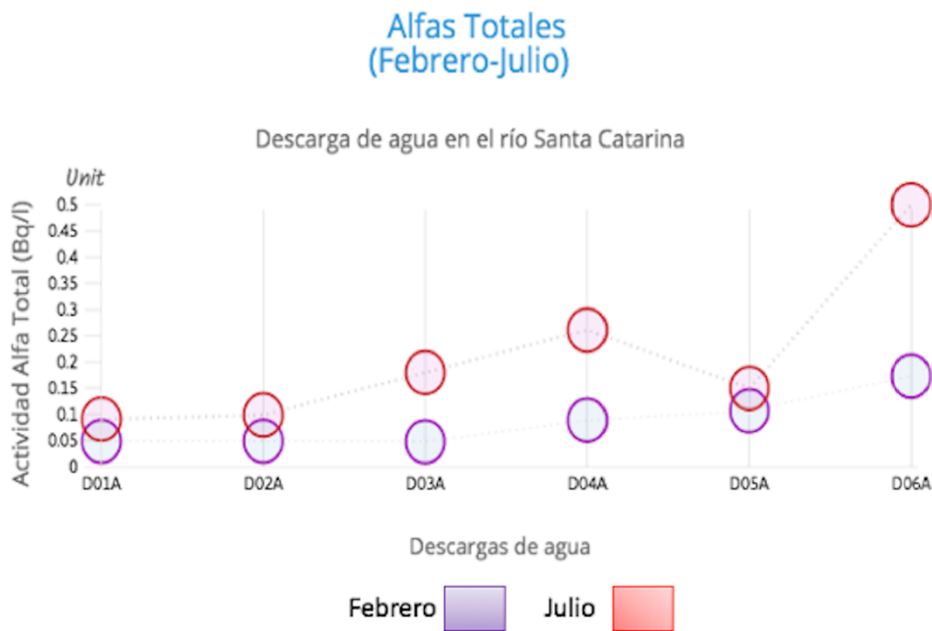 Alfas Totales
(Febrero-Julio)
Descarga de agua en el río Santa Catarina
Unit
Actividad Alfa Total (Bq/l)
0.5
0.45
0.4
0.35
0.3
0.25
0.2
0.15
0.1
0.05
0
D01A D02A D03A D04A D05A D06A
Descargas de agua
Febrero Julio